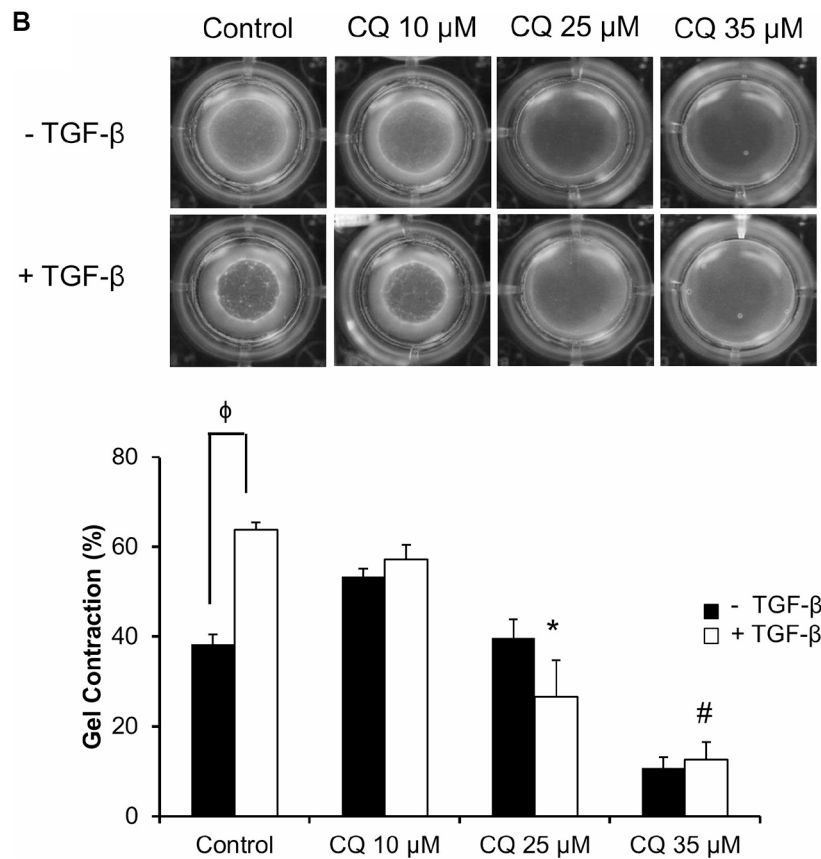 B
Control CQ 10 μM CQ 25 μM CQ 35 μM
- TGF-β
+ TGF-β
ϕ
80
60
40
20
0
Gel Contraction (%)
*
#
- TGF-β
+ TGF-β
Control CQ 10 μM CQ 25 μM CQ 35 μM